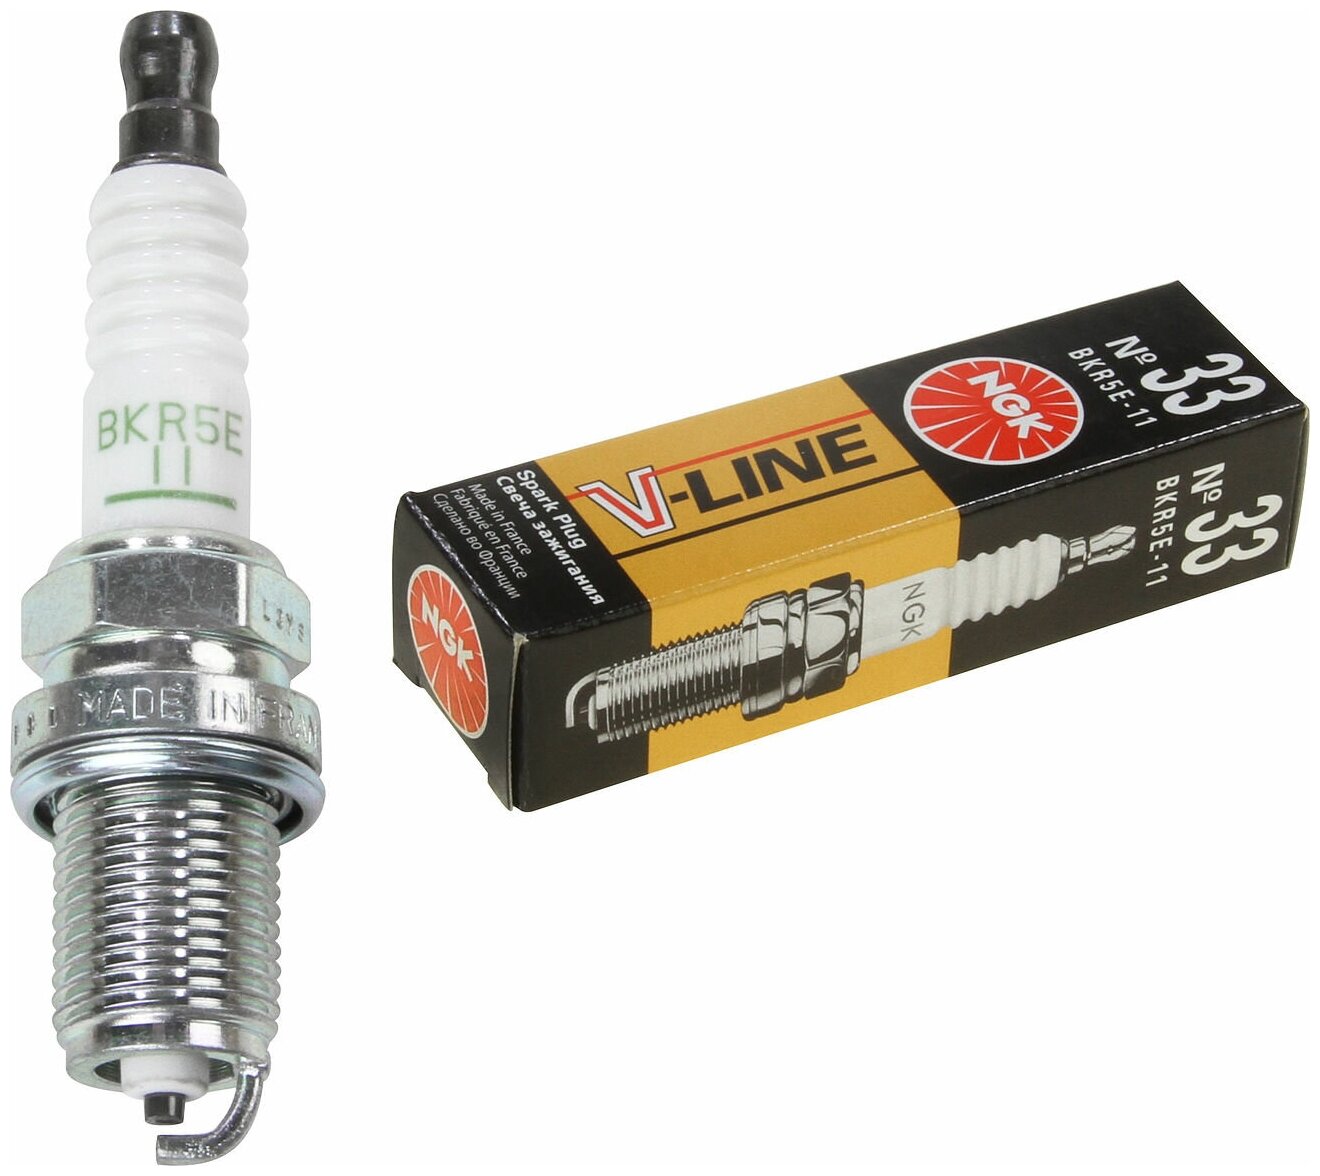 BKR5E
11
MADE IN FRAN
NGK
Spark Plug
Свеча зажигания
Made in France
Fabrique en France
Сделано во Франции
V-LINE
NGK
№ 33
BKR5E-11
NGK
№ 33
BKR5E-11